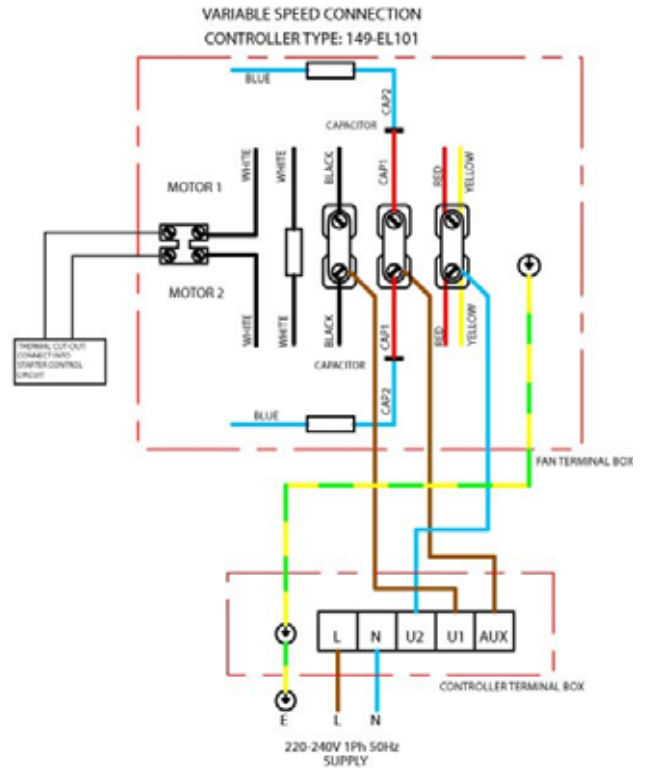 VARIABLE SPEED CONNECTION
CONTROLLER TYPE: 149-EL101
BLUE
CAP2
CAPACITOR
WHITE
WHITE
BLACK
CAP1
RED
YELLOW
MOTOR 1
MOTOR 2
THERMAL CUT-OUT:
CONNECT INTO
STARTER CONTROL
CIRCUIT
WHITE
WHITE
BLACK
CAP1
RED
YELLOW
CAPACITOR
CAP2
BLUE
FAN TERMINAL BOX
L N U2 U1 AUX
CONTROLLER TERMINAL BOX
E L N
220-240V 1Ph 50Hz
SUPPLY